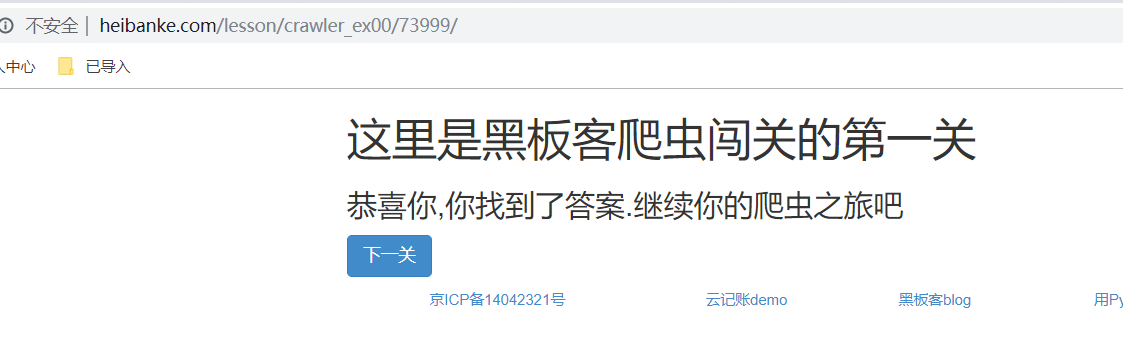 不安全 heibanke.com/lesson/crawler_ex00/73999/
人中心 已导入
这里是黑板客爬虫闯关的第一关
恭喜你,你找到了答案.继续你的爬虫之旅吧
下一关
京ICP备14042321号 云记账demo 黑板客blog 用Py